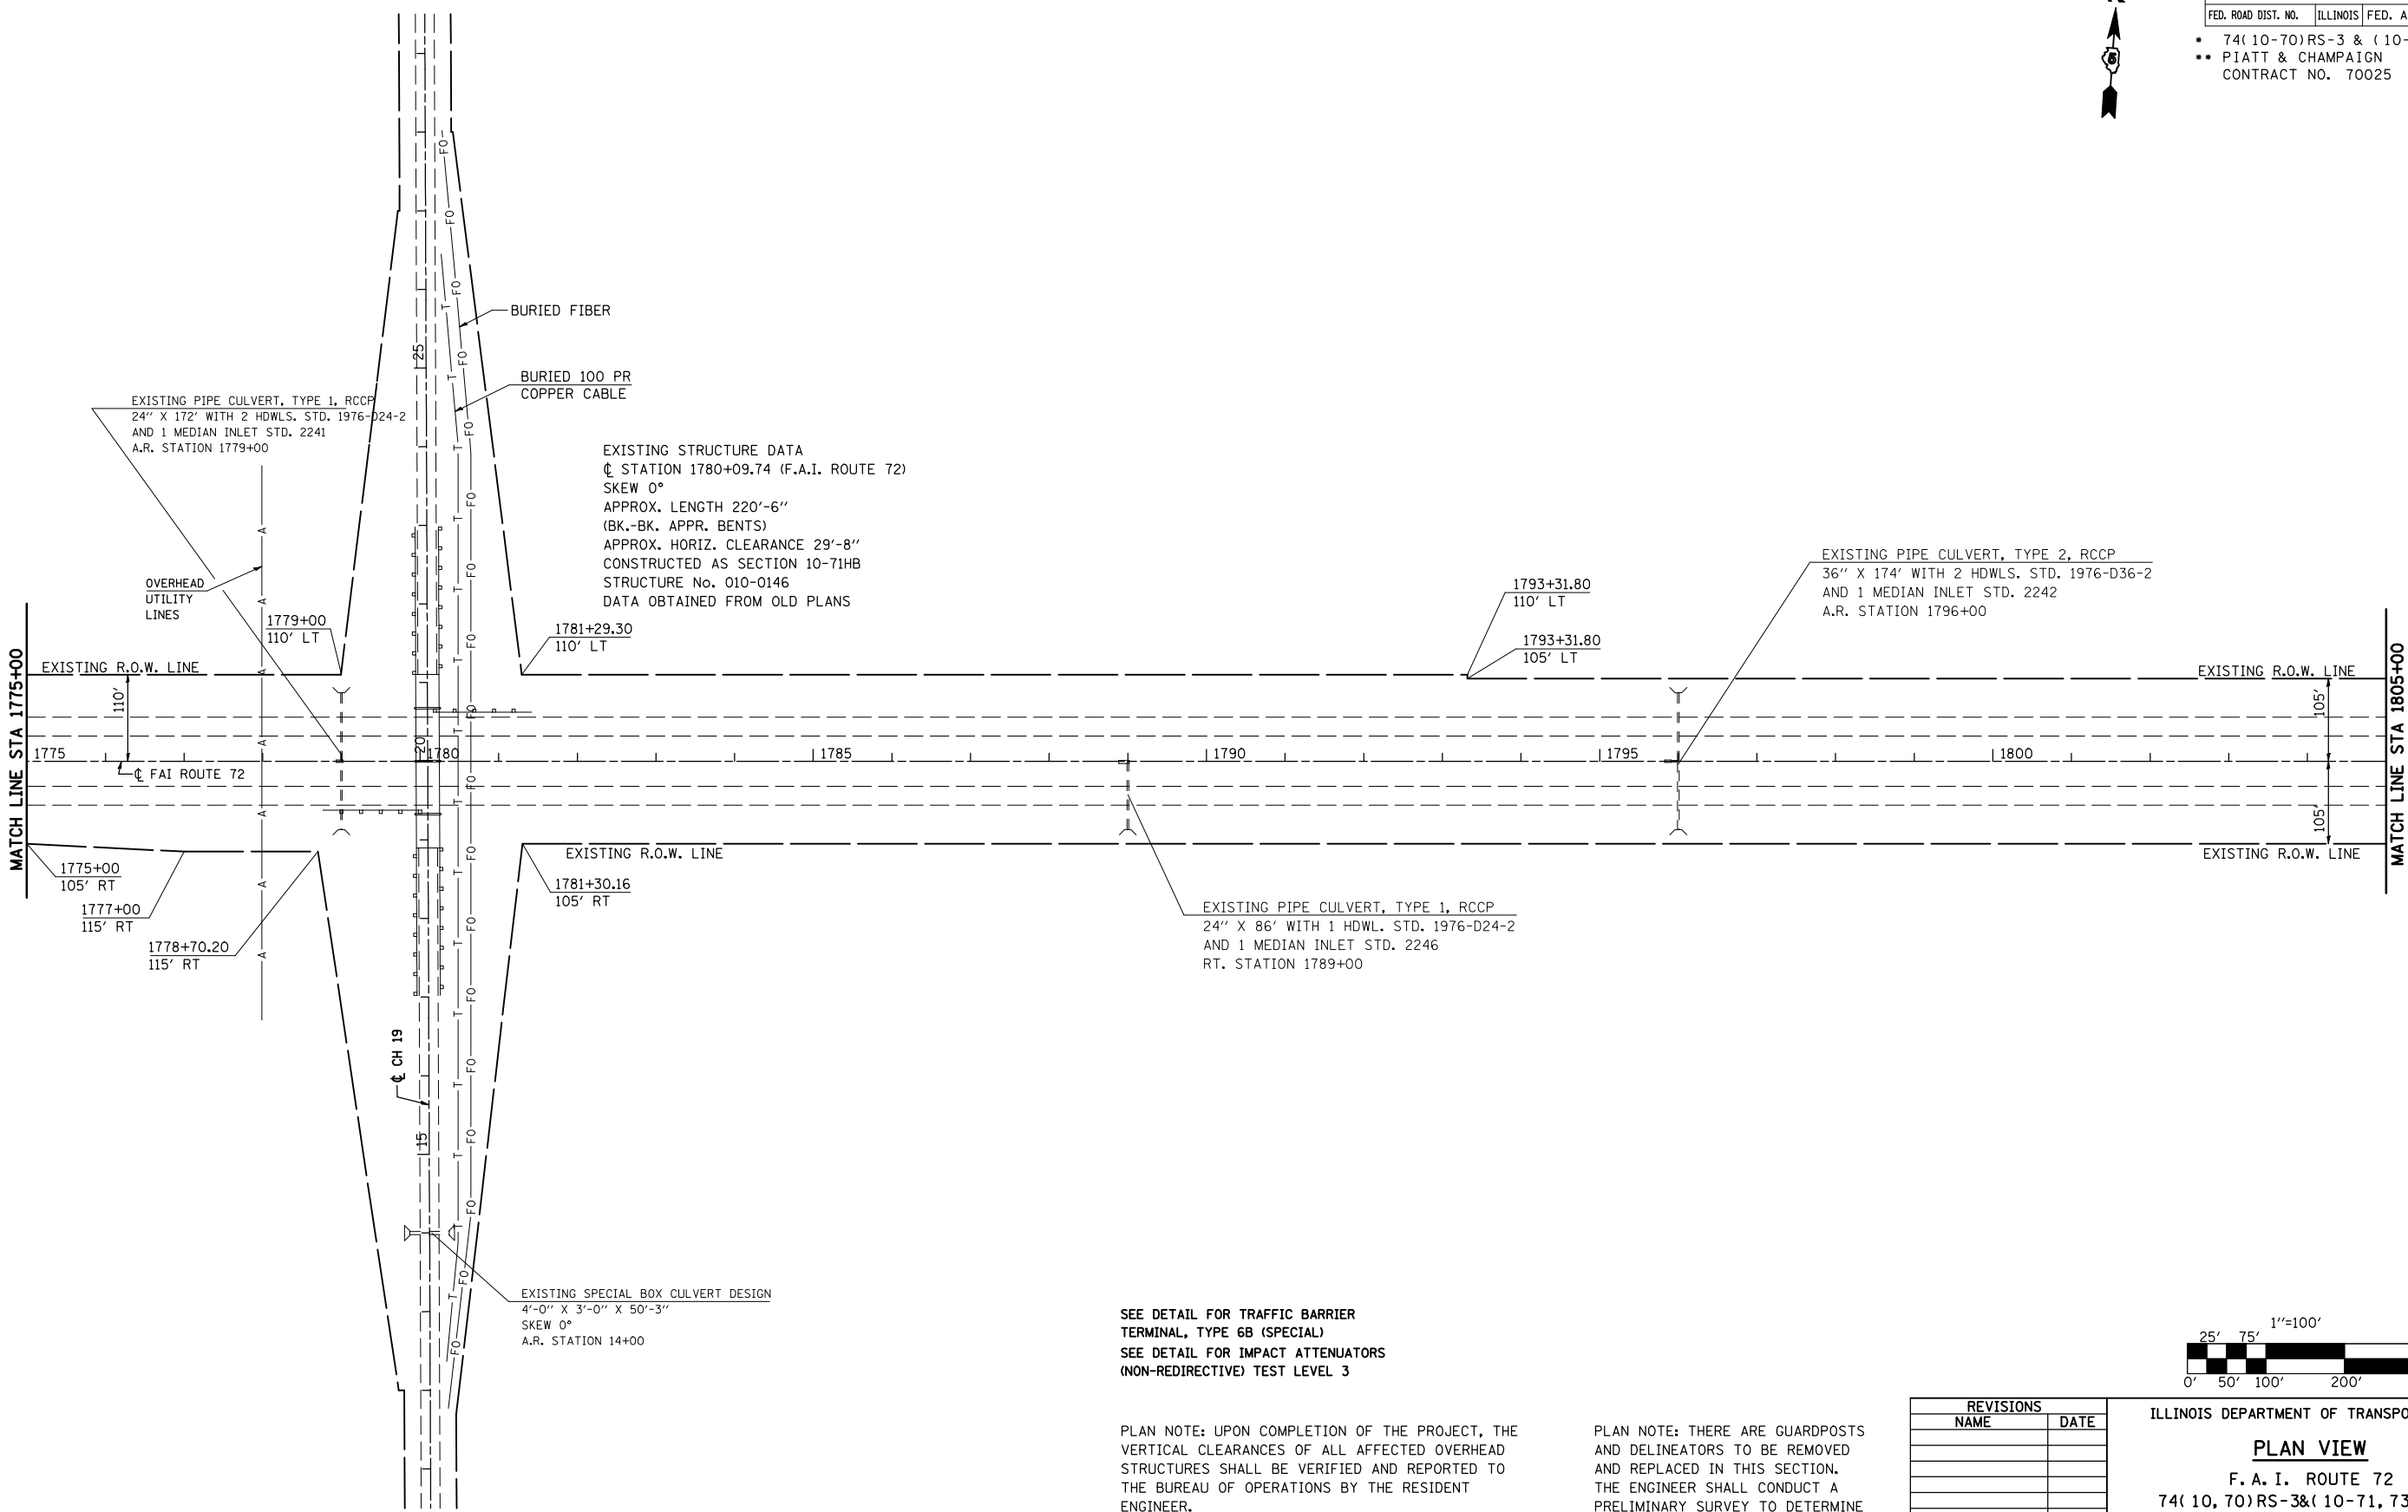 FED. ROAD DIST. NO. ILLINOIS FED. A
* 74(10-70)RS-3 & (10-
** PIATT & CHAMPAIGN
CONTRACT NO. 70025
5
BURIED FIBER
BURIED 100 PR
COPPER CABLE
EXISTING PIPE CULVERT, TYPE 1, RCCP
24" X 172' WITH 2 HDWLS. STD. 1976-D24-2
AND 1 MEDIAN INLET STD. 2241
A.R. STATION 1779+00
EXISTING STRUCTURE DATA
℄ STATION 1780+09.74 (F.A.I. ROUTE 72)
SKEW 0°
APPROX. LENGTH 220'-6"
(BK.-BK. APPR. BENTS)
APPROX. HORIZ. CLEARANCE 29'-8"
CONSTRUCTED AS SECTION 10-71HB
STRUCTURE No. 010-0146
DATA OBTAINED FROM OLD PLANS
OVERHEAD
UTILITY
LINES
1779+00
110' LT
1781+29.30
110' LT
1793+31.80
110' LT
1793+31.80
105' LT
EXISTING PIPE CULVERT, TYPE 2, RCCP
36" X 174' WITH 2 HDWLS. STD. 1976-D36-2
AND 1 MEDIAN INLET STD. 2242
A.R. STATION 1796+00
MATCH LINE STA 1775+00
EXISTING R.O.W. LINE
EXISTING R.O.W. LINE
MATCH LINE STA 1805+00
110'
105'
25
20
1775
1780
1785
1790
1795
1800
℄ FAI ROUTE 72
105'
EXISTING R.O.W. LINE
EXISTING R.O.W. LINE
1775+00
105' RT
1777+00
115' RT
1778+70.20
115' RT
1781+30.16
105' RT
EXISTING PIPE CULVERT, TYPE 1, RCCP
24" X 86' WITH 1 HDWL. STD. 1976-D24-2
AND 1 MEDIAN INLET STD. 2246
RT. STATION 1789+00
℄ CH 19
15
EXISTING SPECIAL BOX CULVERT DESIGN
4'-0" X 3'-0" X 50'-3"
SKEW 0°
A.R. STATION 14+00
SEE DETAIL FOR TRAFFIC BARRIER
TERMINAL, TYPE 6B (SPECIAL)
SEE DETAIL FOR IMPACT ATTENUATORS
(NON-REDIRECTIVE) TEST LEVEL 3
1"=100'
25' 75'
0' 50' 100' 200'
PLAN NOTE: UPON COMPLETION OF THE PROJECT, THE
VERTICAL CLEARANCES OF ALL AFFECTED OVERHEAD
STRUCTURES SHALL BE VERIFIED AND REPORTED TO
THE BUREAU OF OPERATIONS BY THE RESIDENT
ENGINEER.
PLAN NOTE: THERE ARE GUARDPOSTS
AND DELINEATORS TO BE REMOVED
AND REPLACED IN THIS SECTION.
THE ENGINEER SHALL CONDUCT A
PRELIMINARY SURVEY TO DETERMINE
REVISIONS
NAME DATE
ILLINOIS DEPARTMENT OF TRANSPO
PLAN VIEW
F.A.I. ROUTE 72
74(10,70)RS-3&(10-71,73